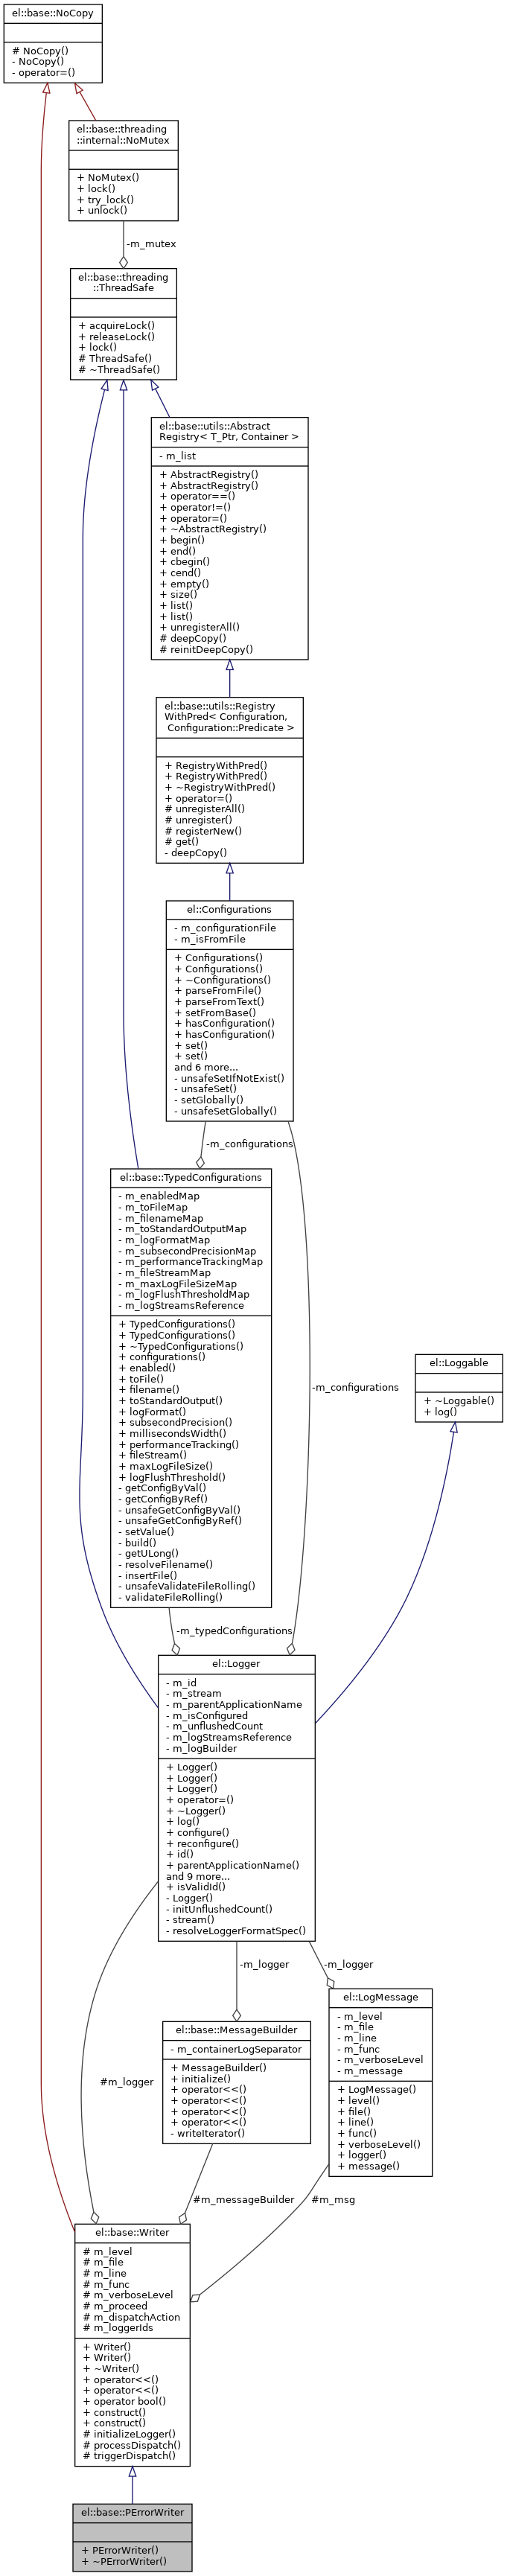 el::base::NoCopy
# NoCopy()
- NoCopy()
- operator=()
el::base::threading
::internal::NoMutex
+ NoMutex()
+ lock()
+ try_lock()
+ unlock()
-m_mutex
el::base::threading
::ThreadSafe
+ acquireLock()
+ releaseLock()
+ lock()
# ThreadSafe()
# ~ThreadSafe()
el::base::utils::Abstract
Registry< T_Ptr, Container >
- m_list
+ AbstractRegistry()
+ AbstractRegistry()
+ operator==()
+ operator!=()
+ operator=()
+ ~AbstractRegistry()
+ begin()
+ end()
+ cbegin()
+ cend()
+ empty()
+ size()
+ list()
+ list()
+ unregisterAll()
# deepCopy()
# reinitDeepCopy()
el::base::utils::Registry
WithPred< Configuration,
Configuration::Predicate >
+ RegistryWithPred()
+ RegistryWithPred()
+ ~RegistryWithPred()
+ operator=()
# unregisterAll()
# unregister()
# registerNew()
# get()
- deepCopy()
el::Configurations
- m_configurationFile
- m_isFromFile
+ Configurations()
+ Configurations()
+ ~Configurations()
+ parseFromFile()
+ parseFromText()
+ setFromBase()
+ hasConfiguration()
+ hasConfiguration()
+ set()
+ set()
and 6 more...
- unsafeSetIfNotExist()
- unsafeSet()
- setGlobally()
- unsafeSetGlobally()
-m_configurations
el::base::TypedConfigurations
- m_enabledMap
- m_toFileMap
- m_filenameMap
- m_toStandardOutputMap
- m_logFormatMap
- m_subsecondPrecisionMap
- m_performanceTrackingMap
- m_fileStreamMap
- m_maxLogFileSizeMap
- m_logFlushThresholdMap
- m_logStreamsReference
+ TypedConfigurations()
+ TypedConfigurations()
+ ~TypedConfigurations()
+ configurations()
+ enabled()
+ toFile()
+ filename()
+ toStandardOutput()
+ logFormat()
+ subsecondPrecision()
+ millisecondsWidth()
+ performanceTracking()
+ fileStream()
+ maxLogFileSize()
+ logFlushThreshold()
- getConfigByVal()
- getConfigByRef()
- unsafeGetConfigByVal()
- unsafeGetConfigByRef()
- setValue()
- build()
- getULong()
- resolveFilename()
- insertFile()
- unsafeValidateFileRolling()
- validateFileRolling()
-m_configurations
el::Loggable
+ ~Loggable()
+ log()
-m_typedConfigurations
el::Logger
- m_id
- m_stream
- m_parentApplicationName
- m_isConfigured
- m_unflushedCount
- m_logStreamsReference
- m_logBuilder
+ Logger()
+ Logger()
+ Logger()
+ operator=()
+ ~Logger()
+ log()
+ configure()
+ reconfigure()
+ id()
+ parentApplicationName()
and 9 more...
+ isValidId()
- Logger()
- initUnflushedCount()
- stream()
- resolveLoggerFormatSpec()
-m_logger
-m_logger
el::LogMessage
- m_level
- m_file
- m_line
- m_func
- m_verboseLevel
- m_message
+ LogMessage()
+ level()
+ file()
+ line()
+ func()
+ verboseLevel()
+ logger()
+ message()
el::base::MessageBuilder
- m_containerLogSeparator
+ MessageBuilder()
+ initialize()
+ operator<<()
+ operator<<()
+ operator<<()
+ operator<<()
- writeIterator()
#m_logger
#m_messageBuilder
#m_msg
el::base::Writer
# m_level
# m_file
# m_line
# m_func
# m_verboseLevel
# m_proceed
# m_dispatchAction
# m_loggerIds
+ Writer()
+ Writer()
+ ~Writer()
+ operator<<()
+ operator<<()
+ operator bool()
+ construct()
+ construct()
# initializeLogger()
# processDispatch()
# triggerDispatch()
el::base::PErrorWriter
+ PErrorWriter()
+ ~PErrorWriter()